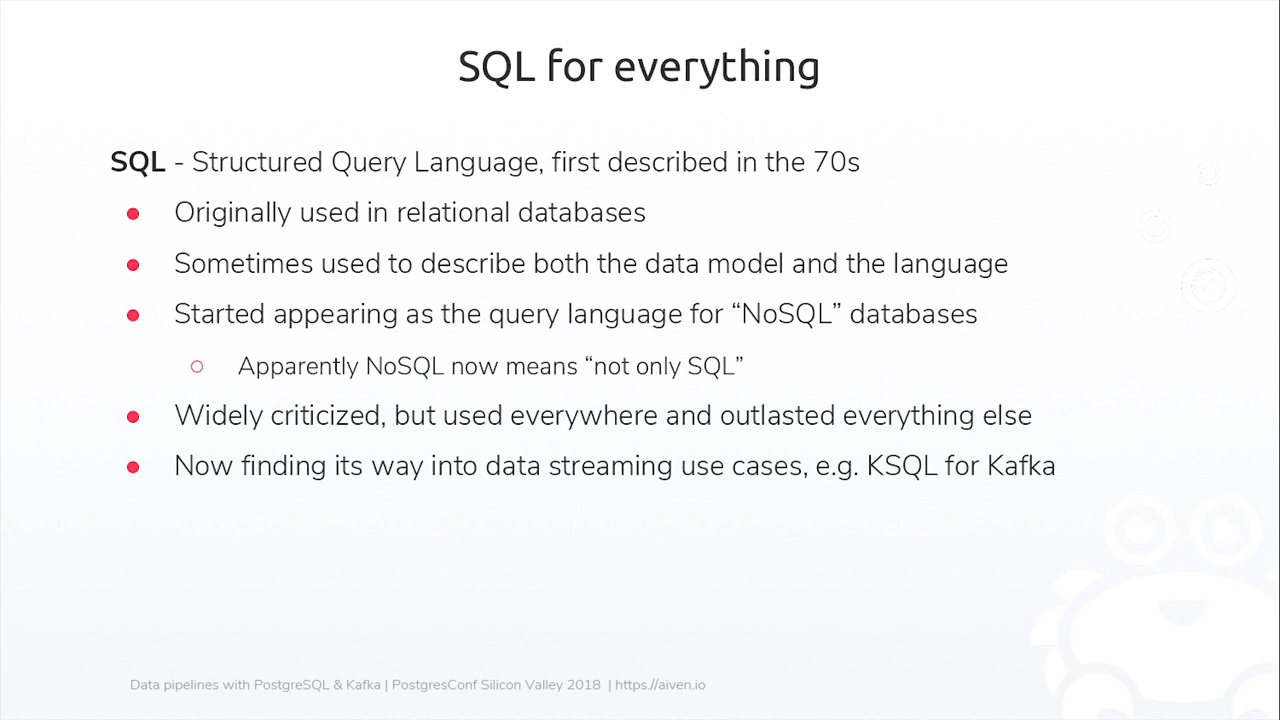 SQL for everything
SQL - Structured Query Language, first described in the 70s
● Originally used in relational databases
● Sometimes used to describe both the data model and the language
● Started appearing as the query language for “NoSQL” databases
○ Apparently NoSQL now means “not only SQL”
● Widely criticized, but used everywhere and outlasted everything else
● Now finding its way into data streaming use cases, e.g. KSQL for Kafka
Data pipelines with PostgreSQL & Kafka | PostgresConf Silicon Valley 2018 | https://aiven.io